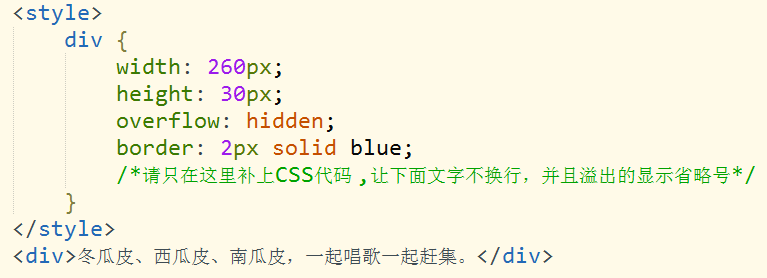 <style>
div {
width: 260px;
height: 30px;
overflow: hidden;
border: 2px solid blue;
/*请只在这里补上CSS代码 ,让下面文字不换行，并且溢出的显示省略号*/
}
</style>
<div>冬瓜皮、西瓜皮、南瓜皮，一起唱歌一起赶集。</div>